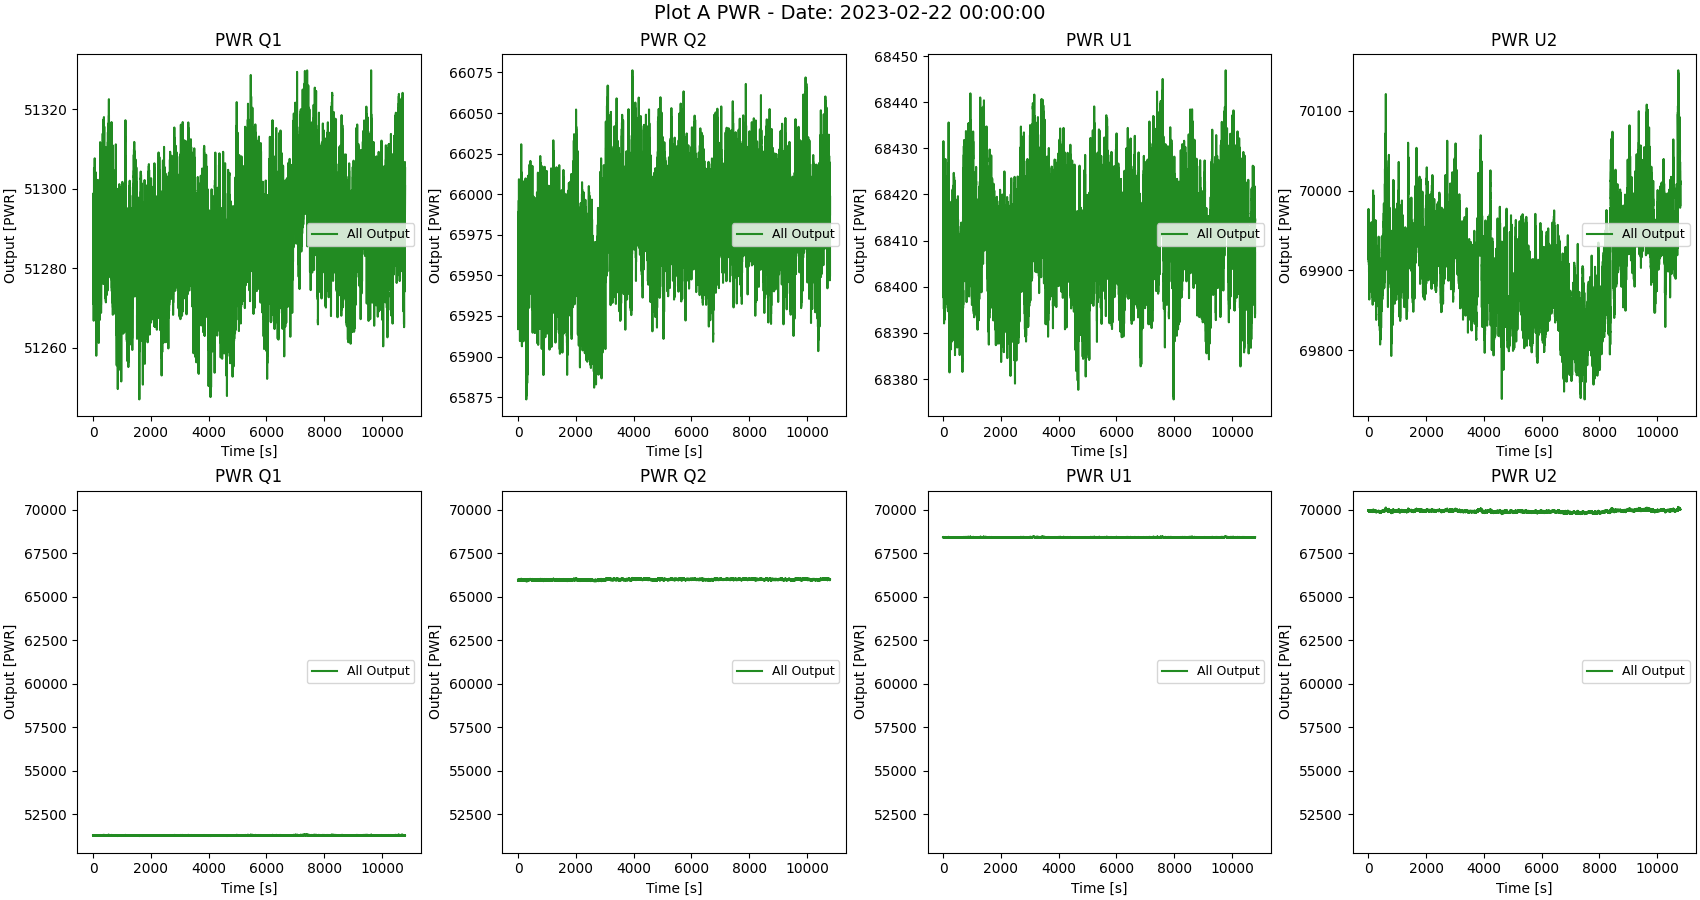 Plot A PWR - Date: 2023-02-22 00:00:00
PWR Q1
51320
51300
51280
51260
Output [PWR]
All Output
0 2000 4000 6000 8000 10000
Time [s]
PWR Q2
66075
66050
66025
66000
65975
65950
65925
65900
65875
Output [PWR]
All Output
0 2000 4000 6000 8000 10000
Time [s]
PWR U1
68450
68440
68430
68420
68410
68400
68390
68380
Output [PWR]
All Output
0 2000 4000 6000 8000 10000
Time [s]
PWR U2
70100
70000
69900
69800
Output [PWR]
All Output
0 2000 4000 6000 8000 10000
Time [s]
PWR Q1
70000
67500
65000
62500
60000
57500
55000
52500
Output [PWR]
All Output
0 2000 4000 6000 8000 10000
Time [s]
PWR Q2
70000
67500
65000
62500
60000
57500
55000
52500
Output [PWR]
All Output
0 2000 4000 6000 8000 10000
Time [s]
PWR U1
70000
67500
65000
62500
60000
57500
55000
52500
Output [PWR]
All Output
0 2000 4000 6000 8000 10000
Time [s]
PWR U2
70000
67500
65000
62500
60000
57500
55000
52500
Output [PWR]
All Output
0 2000 4000 6000 8000 10000
Time [s]